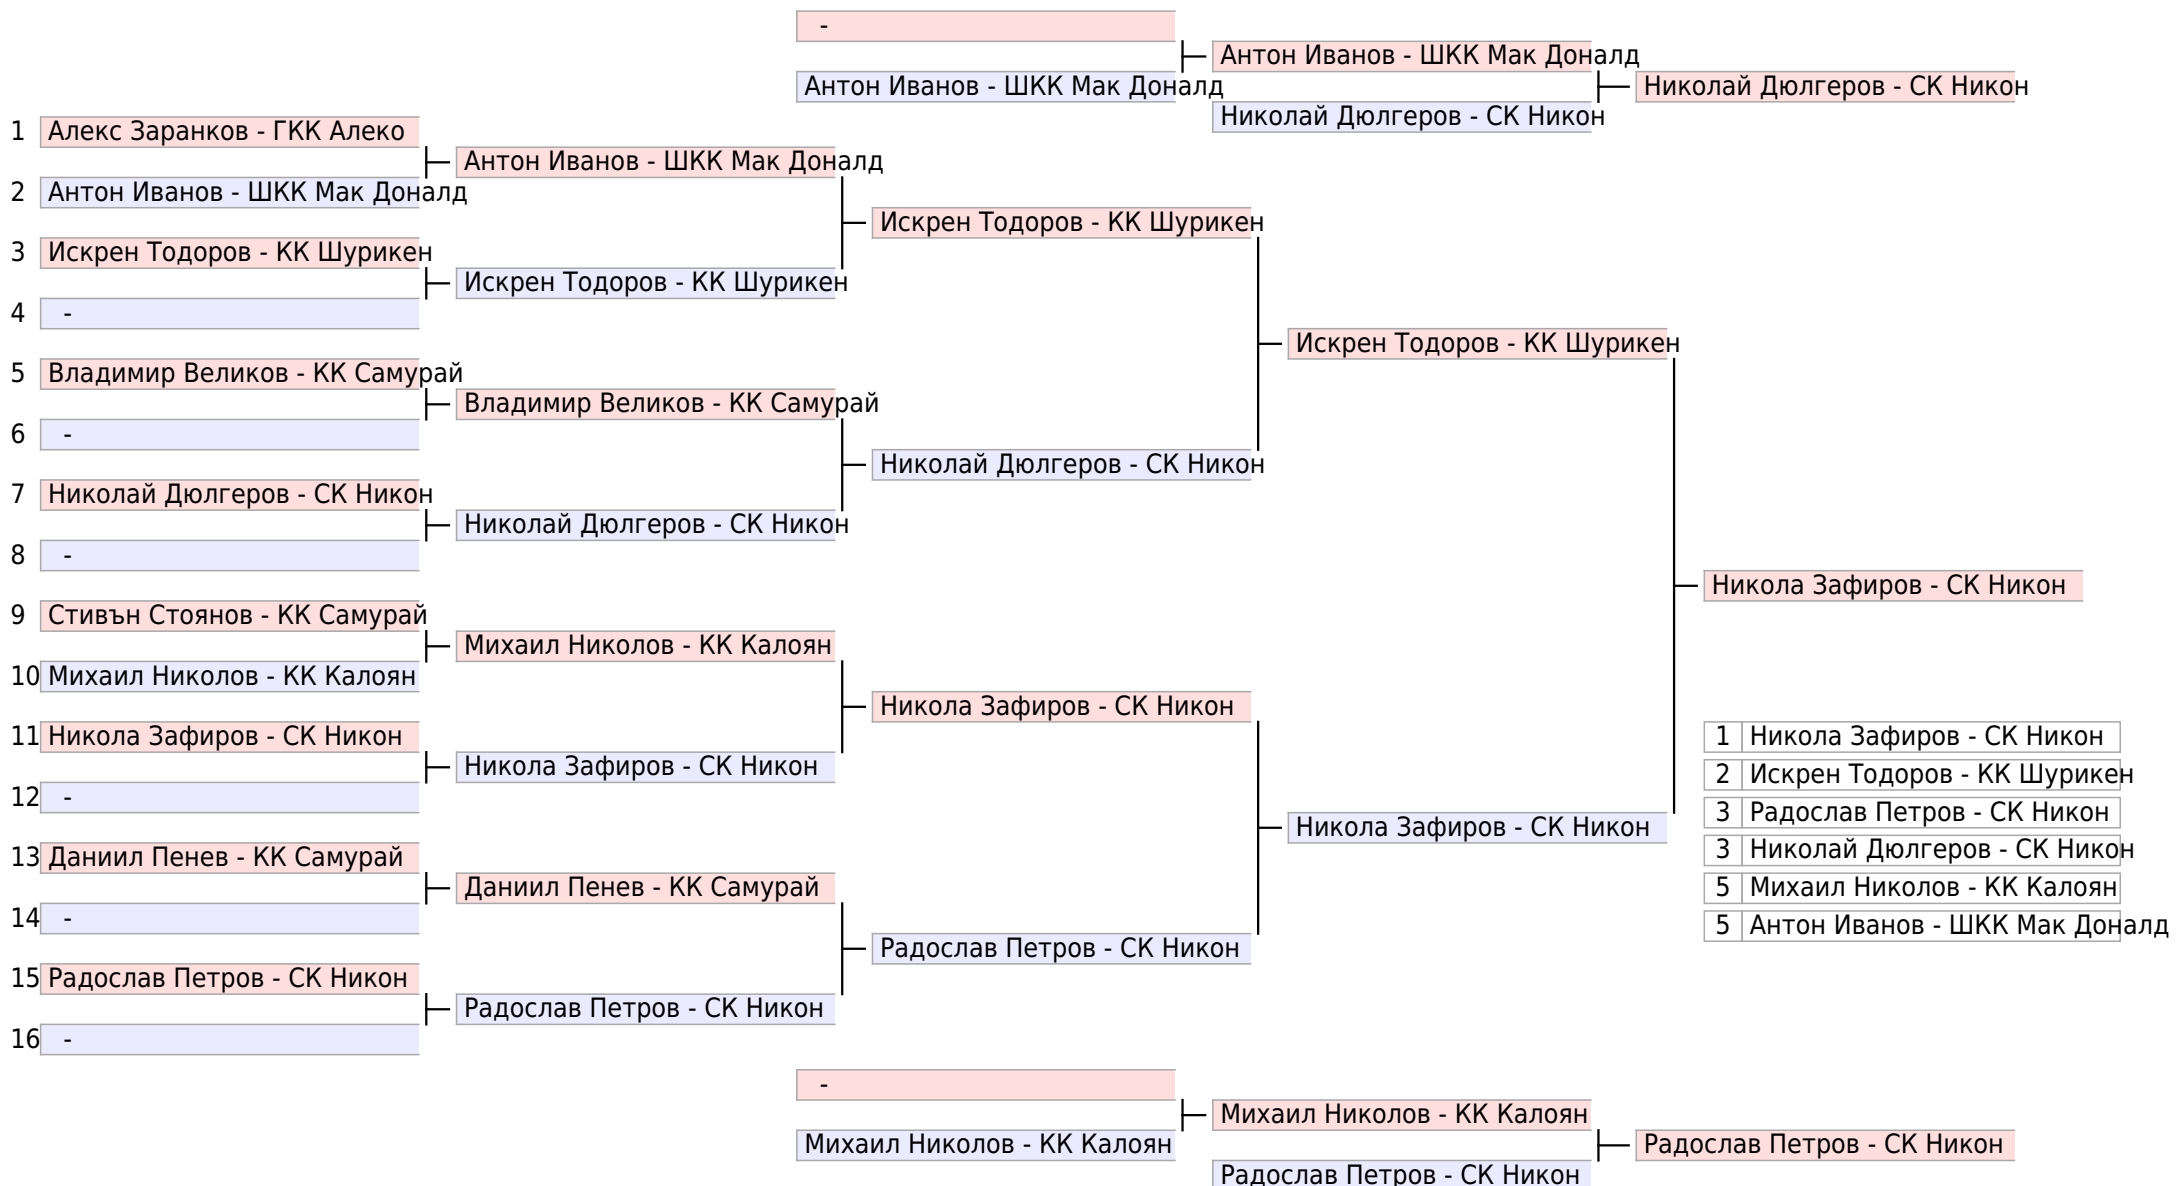 -
Антон Иванов - ШКК Мак Доналд
Антон Иванов - ШКК Мак Доналд
Николай Дюлгеров - СК Никон
Николай Дюлгеров - СК Никон
1 Алекс Заранков - ГКК Алеко
2 Антон Иванов - ШКК Мак Доналд
3 Искрен Тодоров - КК Шурикен
4 -
5 Владимир Великов - КК Самурай
6 -
7 Николай Дюлгеров - СК Никон
8 -
9 Стивън Стоянов - КК Самурай
10 Михаил Николов - КК Калоян
11 Никола Зафиров - СК Никон
12 -
13 Даниил Пенев - КК Самурай
14 -
15 Радослав Петров - СК Никон
16 -
Антон Иванов - ШКК Мак Доналд
Искрен Тодоров - КК Шурикен
Владимир Великов - КК Самурай
Николай Дюлгеров - СК Никон
Михаил Николов - КК Калоян
Никола Зафиров - СК Никон
Даниил Пенев - КК Самурай
Радослав Петров - СК Никон
Искрен Тодоров - КК Шурикен
Николай Дюлгеров - СК Никон
Никола Зафиров - СК Никон
Радослав Петров - СК Никон
Искрен Тодоров - КК Шурикен
Никола Зафиров - СК Никон
Никола Зафиров - СК Никон
1 Никола Зафиров - СК Никон
2 Искрен Тодоров - КК Шурикен
3 Радослав Петров - СК Никон
3 Николай Дюлгеров - СК Никон
5 Михаил Николов - КК Калоян
5 Антон Иванов - ШКК Мак Доналд
-
Михаил Николов - КК Калоян
Михаил Николов - КК Калоян
Радослав Петров - СК Никон
Радослав Петров - СК Никон